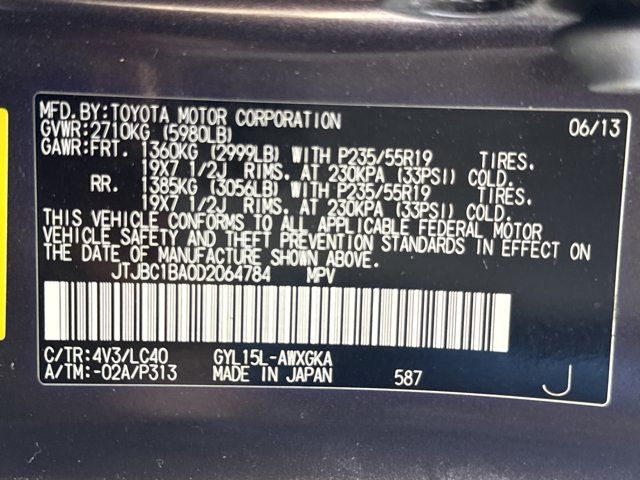 MFD.BY:TOYOTA MOTOR CORPORATION 06/13
GVWR:2710KG (5980LB)
GAWR:FRT. 1360KG (2999LB) WITH P235/55R19 TIRES.
19X7 1/2J RIMS. AT 230KPA (33PSI) COLD.
RR. 1385KG (3056LB) WITH P235/55R19 TIRES.
19X7 1/2J RIMS. AT 230KPA (33PSI) COLD.
THIS VEHICLE CONFORMS TO ALL APPLICABLE FEDERAL MOTOR
VEHICLE SAFETY AND THEFT PREVENTION STANDARDS IN EFFECT ON
THE DATE OF MANUFACTURE SHOWN ABOVE.
JTJBC1BA0D2064784 MPV
C/TR:4V3/LC40 GYL15L-AWXGKA
A/TM:-02A/P313 MADE IN JAPAN 587 J